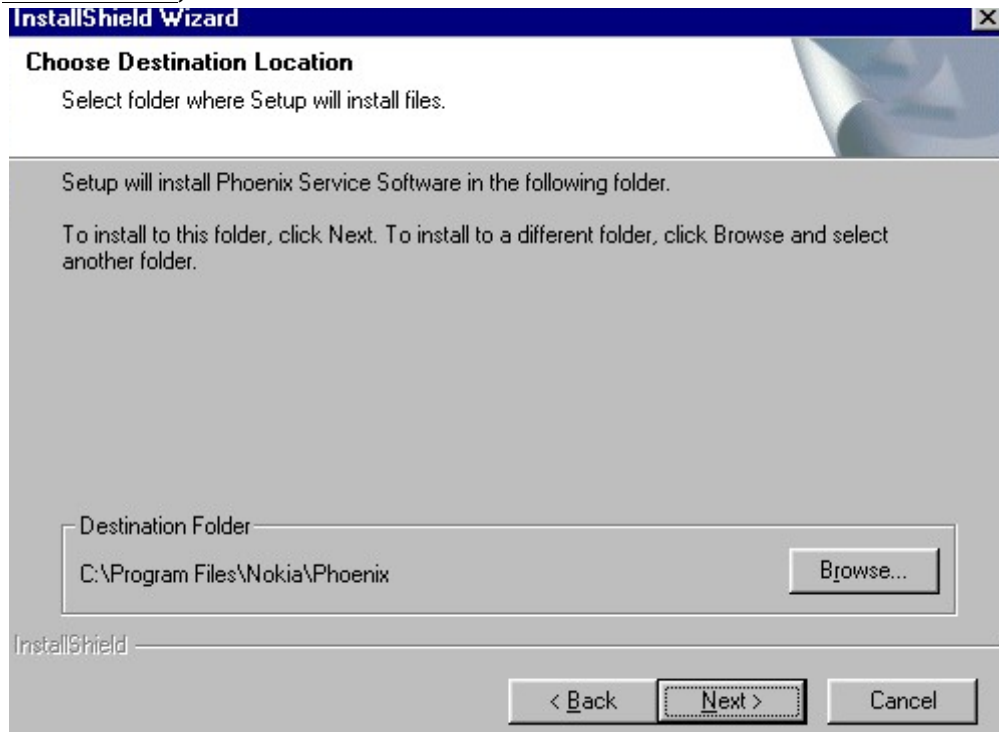 InstallShield Wizard
Choose Destination Location
Select folder where Setup will install files.
Setup will install Phoenix Service Software in the following folder.
To install to this folder, click Next. To install to a different folder, click Browse and select
another folder.
Destination Folder
C:\Program Files\Nokia\Phoenix
Browse...
InstallShield
< Back
Next >
Cancel